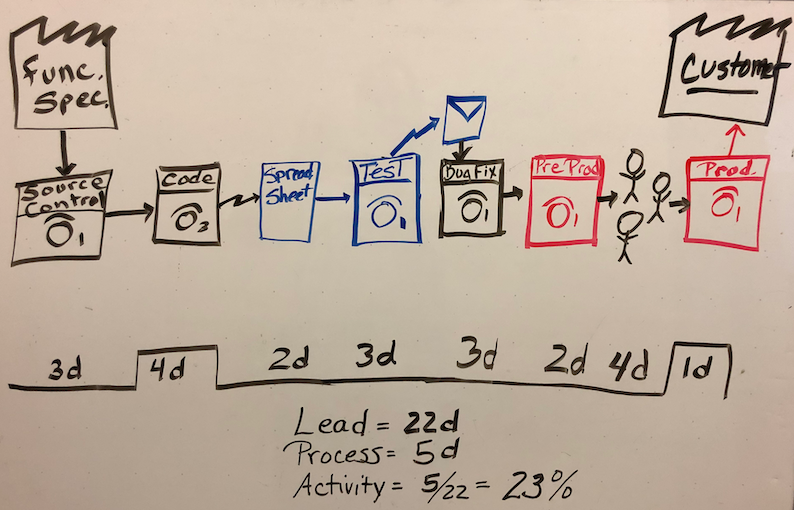 Func.
Spec.
Customer
Source
Control
1
Code
3
Spread
Sheet
Test
1
Bug Fix
1
Pre Prod
1
Prod.
1
3d 4d 2d 3d 3d 2d 4d 1d
Lead = 22d
Process = 5d
Activity = 5/22 = 23%